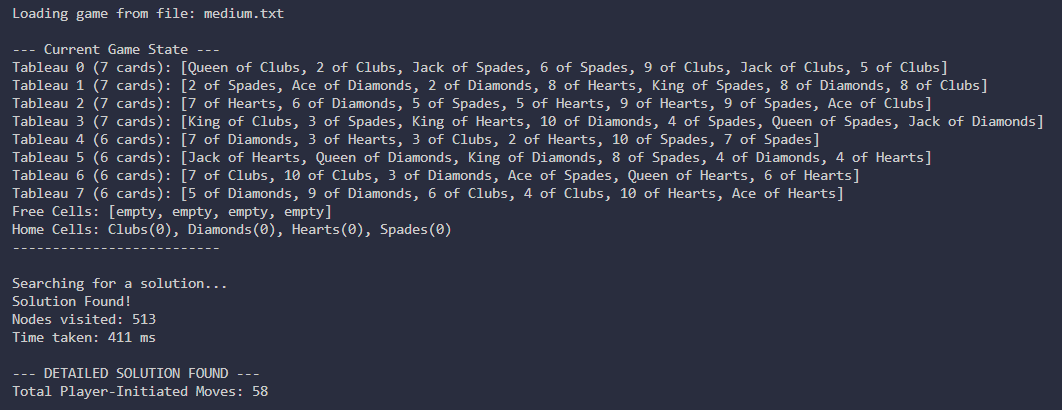 Loading game from file: medium.txt
--- Current Game State ---
Tableau 0 (7 cards): [Queen of Clubs, 2 of Clubs, Jack of Spades, 6 of Spades, 9 of Clubs, Jack of Clubs, 5 of Clubs]
Tableau 1 (7 cards): [2 of Spades, Ace of Diamonds, 2 of Diamonds, 8 of Hearts, King of Spades, 8 of Diamonds, 8 of Clubs]
Tableau 2 (7 cards): [7 of Hearts, 6 of Diamonds, 5 of Spades, 5 of Hearts, 9 of Hearts, 9 of Spades, Ace of Clubs]
Tableau 3 (7 cards): [King of Clubs, 3 of Spades, King of Hearts, 10 of Diamonds, 4 of Spades, Queen of Spades, Jack of Diamonds]
Tableau 4 (6 cards): [7 of Diamonds, 3 of Hearts, 3 of Clubs, 2 of Hearts, 10 of Spades, 7 of Spades]
Tableau 5 (6 cards): [Jack of Hearts, Queen of Diamonds, King of Diamonds, 8 of Spades, 4 of Diamonds, 4 of Hearts]
Tableau 6 (6 cards): [7 of Clubs, 10 of Clubs, 3 of Diamonds, Ace of Spades, Queen of Hearts, 6 of Hearts]
Tableau 7 (6 cards): [5 of Diamonds, 9 of Diamonds, 6 of Clubs, 4 of Clubs, 10 of Hearts, Ace of Hearts]
Free Cells: [empty, empty, empty, empty]
Home Cells: Clubs(0), Diamonds(0), Hearts(0), Spades(0)
--------------------------
Searching for a solution...
Solution Found!
Nodes visited: 513
Time taken: 411 ms
--- DETAILED SOLUTION FOUND ---
Total Player-Initiated Moves: 58